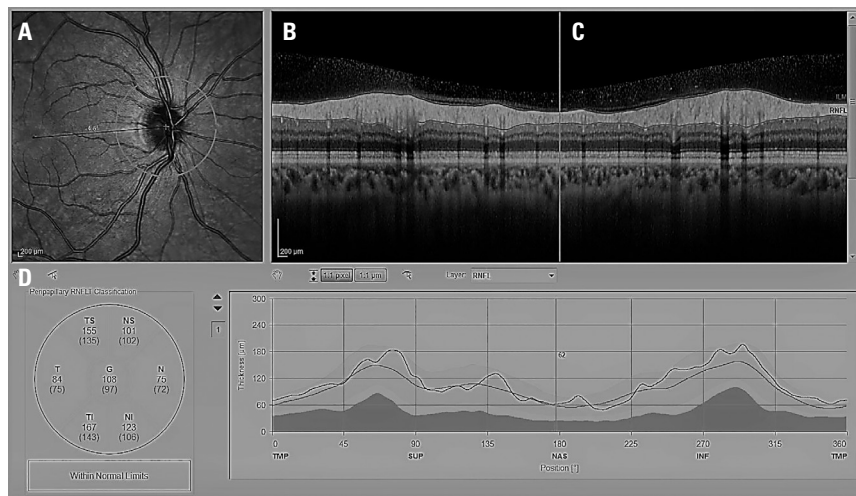 A
B
C
ILM
RNFL
200 µm
200 µm
D
1:1 pixel
1:1 µm
Layer:
RNFL
Peripapillary RNFLT Classification
TS
155
(135)
NS
101
(102)
T
84
(75)
G
108
(97)
N
75
(72)
TI
167
(143)
NI
123
(106)
Within Normal Limits
1
Thickness [µm]
300
240
180
120
60
0
62
0
45
90
135
180
225
270
315
360
TMP
SUP
NAS
INF
TMP
Position [°]